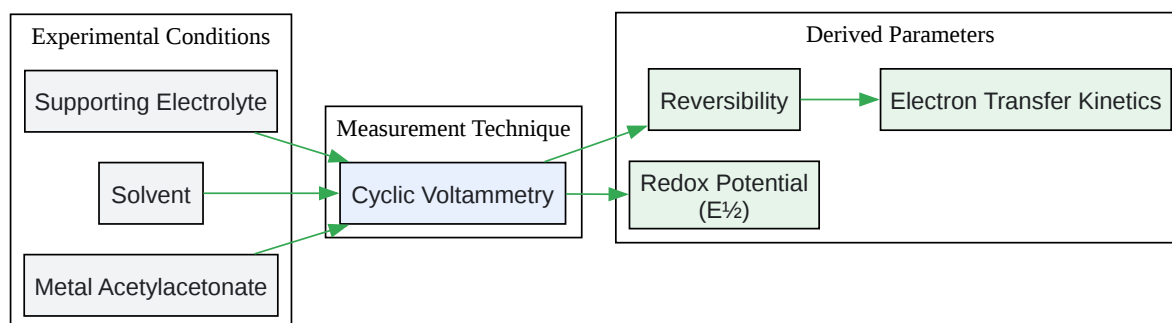 Experimental Conditions
Supporting Electrolyte
Solvent
Metal Acetylacetonate
Measurement Technique
Cyclic Voltammetry
Derived Parameters
Reversibility
Electron Transfer Kinetics
Redox Potential
(E½)